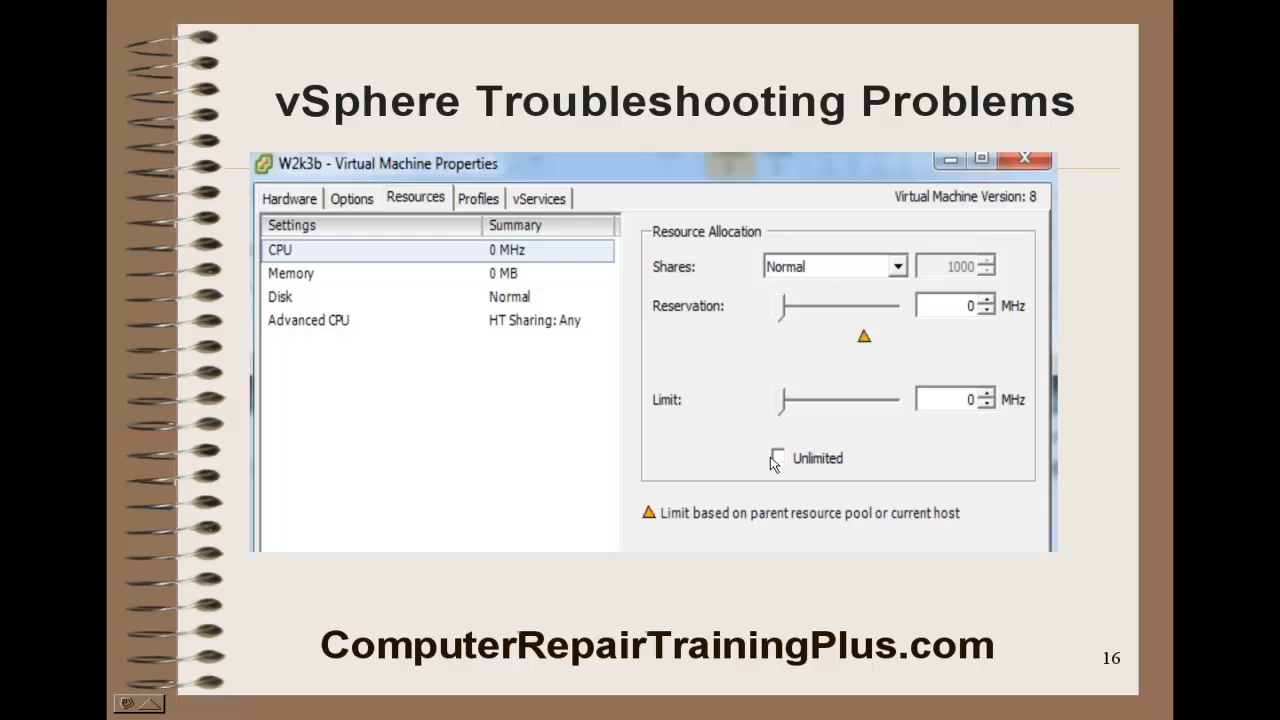 vSphere Troubleshooting Problems
W2k3b - Virtual Machine Properties
Hardware Options Resources Profiles vServices Virtual Machine Version: 8
Settings Summary
CPU 0 MHz
Memory 0 MB
Disk Normal
Advanced CPU HT Sharing: Any
Resource Allocation
Shares: Normal 1000
Reservation: 0 MHz
Limit: 0 MHz
Unlimited
Limit based on parent resource pool or current host
ComputerRepairTrainingPlus.com
16